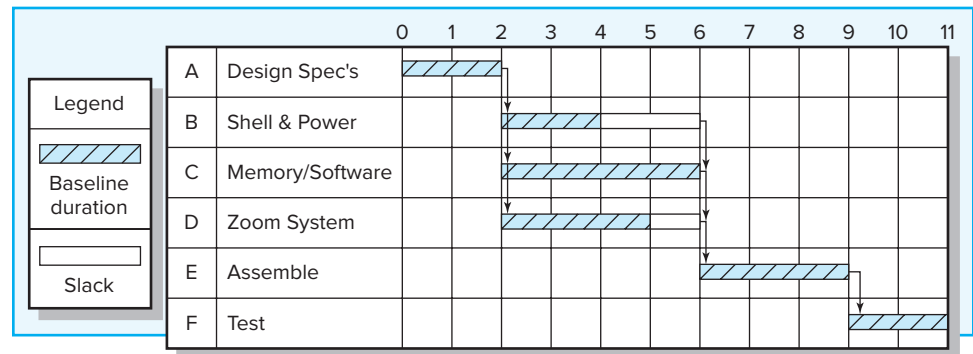 0 1 2 3 4 5 6 7 8 9 10 11
Legend
Baseline
duration
Slack
A Design Spec's
B Shell & Power
C Memory/Software
D Zoom System
E Assemble
F Test